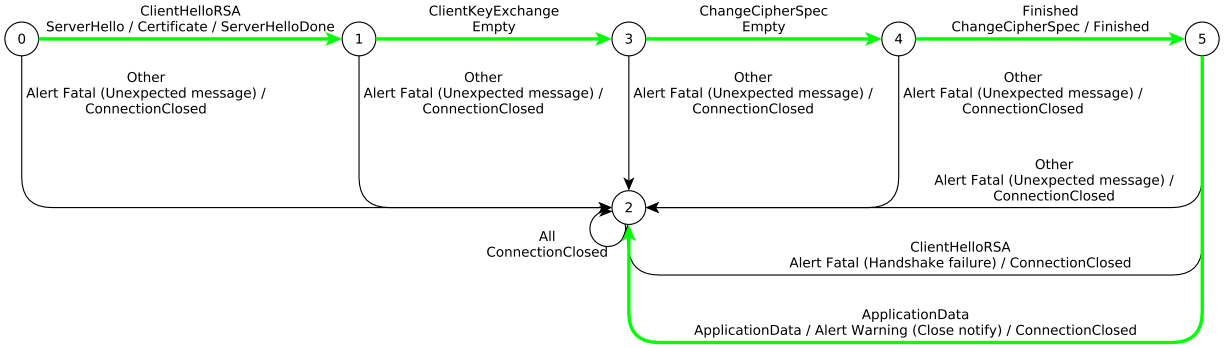 ClientHelloRSA
ServerHello / Certificate / ServerHelloDone
ClientKeyExchange
Empty
ChangeCipherSpec
Empty
Finished
ChangeCipherSpec / Finished
0
1
3
4
5
Other
Alert Fatal (Unexpected message) /
ConnectionClosed
Other
Alert Fatal (Unexpected message) /
ConnectionClosed
Other
Alert Fatal (Unexpected message) /
ConnectionClosed
Other
Alert Fatal (Unexpected message) /
ConnectionClosed
Other
Alert Fatal (Unexpected message) /
ConnectionClosed
2
All
ConnectionClosed
ClientHelloRSA
Alert Fatal (Handshake failure) / ConnectionClosed
ApplicationData
ApplicationData / Alert Warning (Close notify) / ConnectionClosed